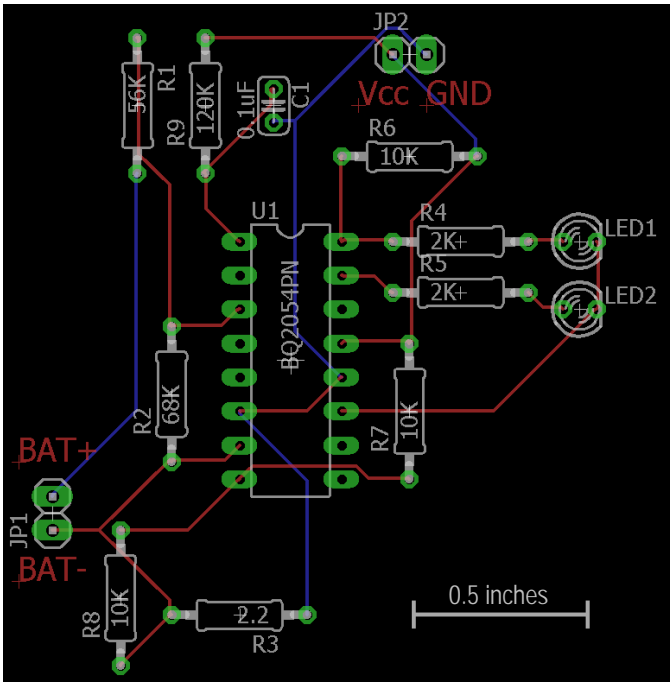 JP2
56K
R1
R9
120K
0.1uF
C1
Vcc
GND
R6
10K
U1
R4
2K
R5
2K
LED1
LED2
BQ2054PN
R2
68K
R7
10K
BAT+
JP1
BAT-
R8
10K
2.2
R3
0.5 inches